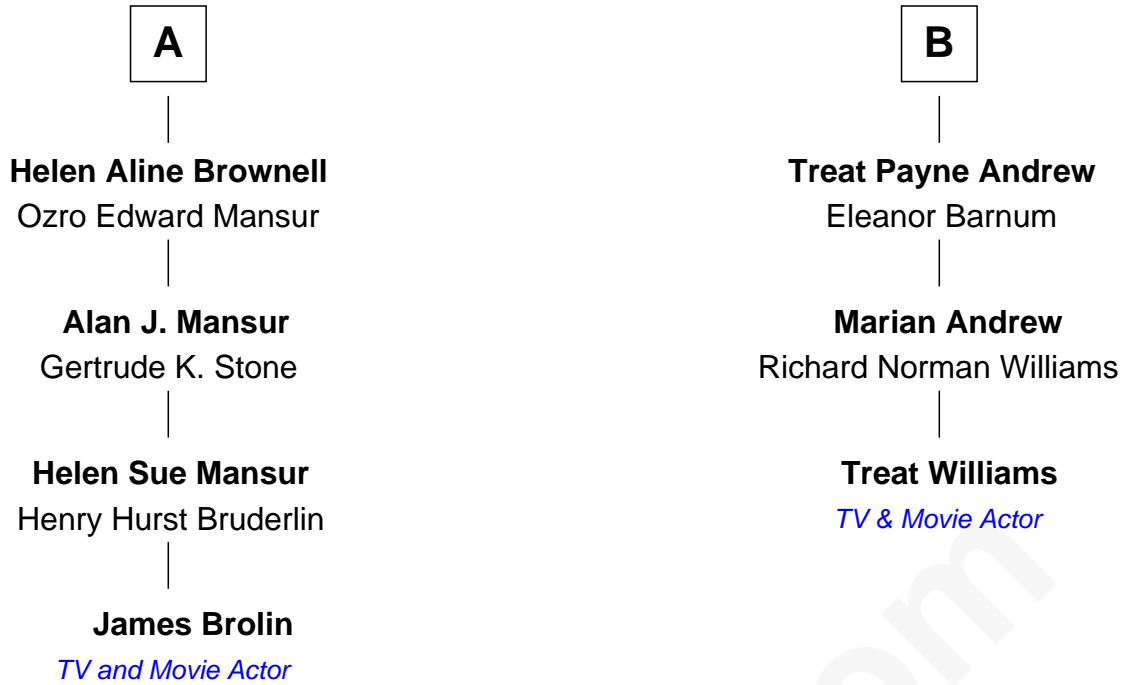 A
Helen Aline Brownell
Ozro Edward Mansur
Alan J. Mansur
Gertrude K. Stone
Helen Sue Mansur
Henry Hurst Bruderlin
James Brolin
TV and Movie Actor
B
Treat Payne Andrew
Eleanor Barnum
Marian Andrew
Richard Norman Williams
Treat Williams
TV & Movie Actor
om